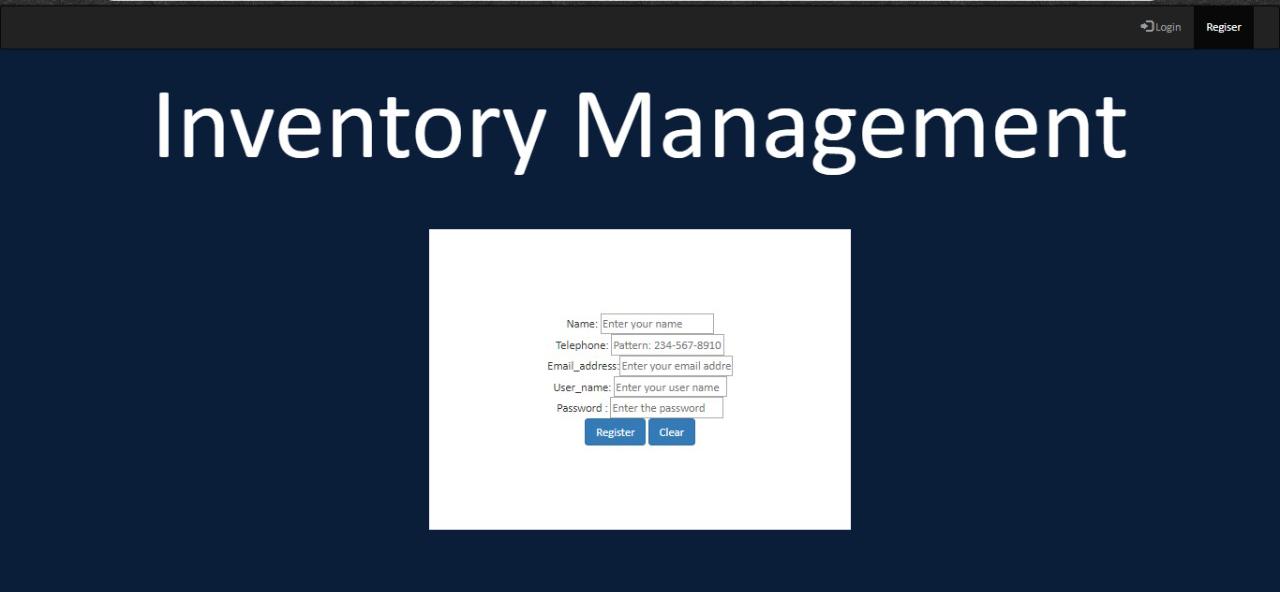 Login Regiser
Inventory Management
Name: Enter your name
Telephone: Pattern: 234-567-8910
Email_address: Enter your email addre
User_name: Enter your user name
Password : Enter the password
Register Clear